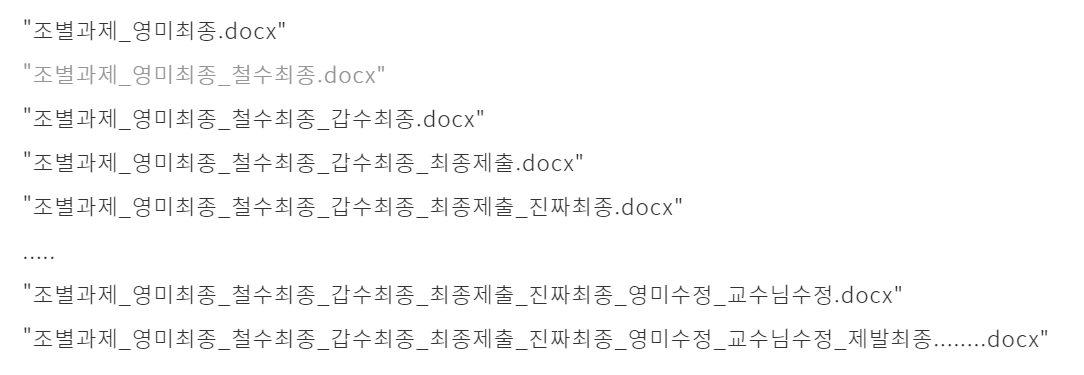 "조별과제_영미최종.docx"
"조별과제_영미최종_철수최종.docx"
"조별과제_영미최종_철수최종_갑수최종.docx"
"조별과제_영미최종_철수최종_갑수최종_최종제출.docx"
"조별과제_영미최종_철수최종_갑수최종_최종제출_진짜최종.docx"
.....
"조별과제_영미최종_철수최종_갑수최종_최종제출_진짜최종_영미수정_교수님수정.docx"
"조별과제_영미최종_철수최종_갑수최종_최종제출_진짜최종_영미수정_교수님수정_제발최종........docx"